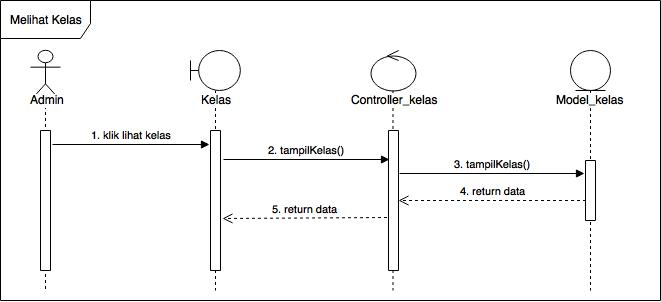 Melihat Kelas
Admin
Kelas
Controller_kelas
Model_kelas
1. klik lihat kelas
2. tampilKelas()
3. tampilKelas()
4. return data
5. return data